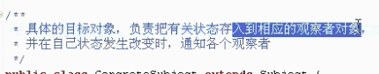 /**
* 具体的目标对象，负责把有关状态存入到相应的观察者对象，
* 并在自己状态发生改变时，通知各个观察者
*/
public class ConcreteSubject extends Subject {